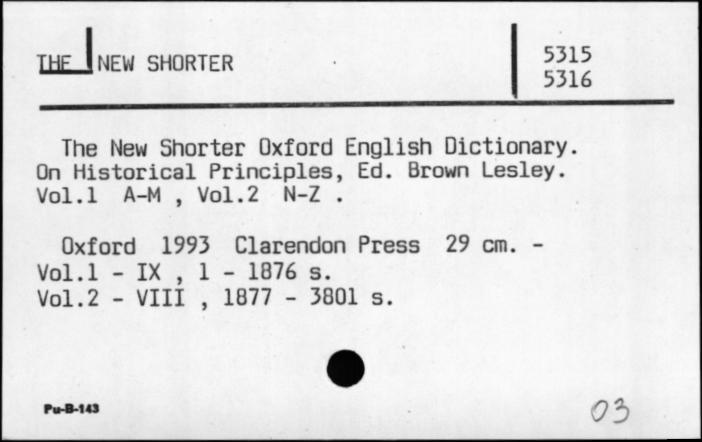 THE NEW SHORTER
5315
5316
The New Shorter Oxford English Dictionary.
On Historical Principles, Ed. Brown Lesley.
Vol.1 A-M , Vol.2 N-Z .
Oxford 1993 Clarendon Press 29 cm. -
Vol.1 - IX , 1 - 1876 s.
Vol.2 - VIII , 1877 - 3801 s.
Pu-B-143
03